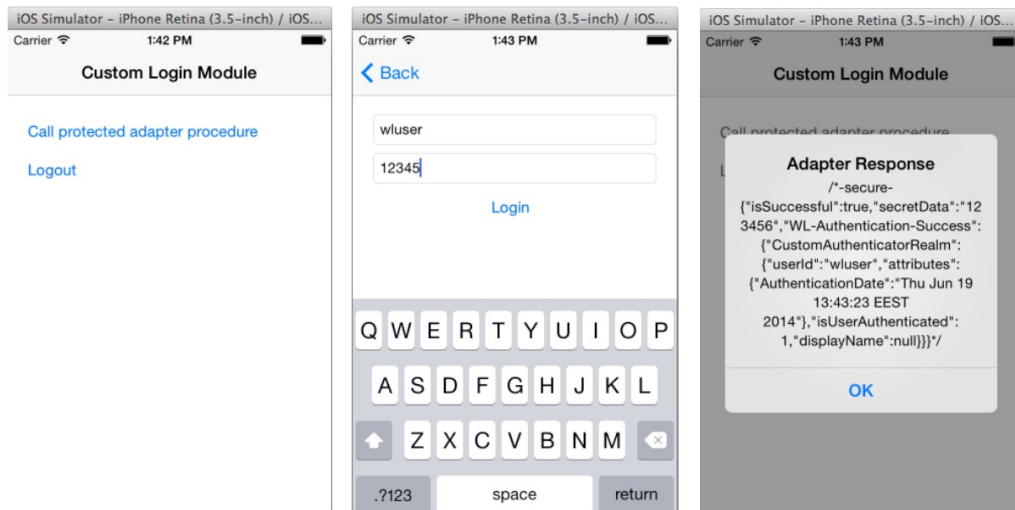 iOS Simulator – iPhone Retina (3.5–inch) / iOS...
Carrier 1:42 PM
Custom Login Module
Call protected adapter procedure
Logout
iOS Simulator – iPhone Retina (3.5–inch) / iOS...
Carrier 1:43 PM
Back
wluser
12345
Login
Q W E R T Y U I O P
A S D F G H J K L
Z X C V B N M
.?123 space return
iOS Simulator – iPhone Retina (3.5–inch) / iOS...
Carrier 1:43 PM
Custom Login Module
Call protected adapter procedure
L
Adapter Response
/*-secure-
{"isSuccessful":true,"secretData":"12
3456","WL-Authentication-Success":
{"CustomAuthenticatorRealm":
{"userId":"wluser","attributes":
{"AuthenticationDate":"Thu Jun 19
13:43:23 EEST
2014"},"isUserAuthenticated":
1,"displayName":null}}}*/
OK